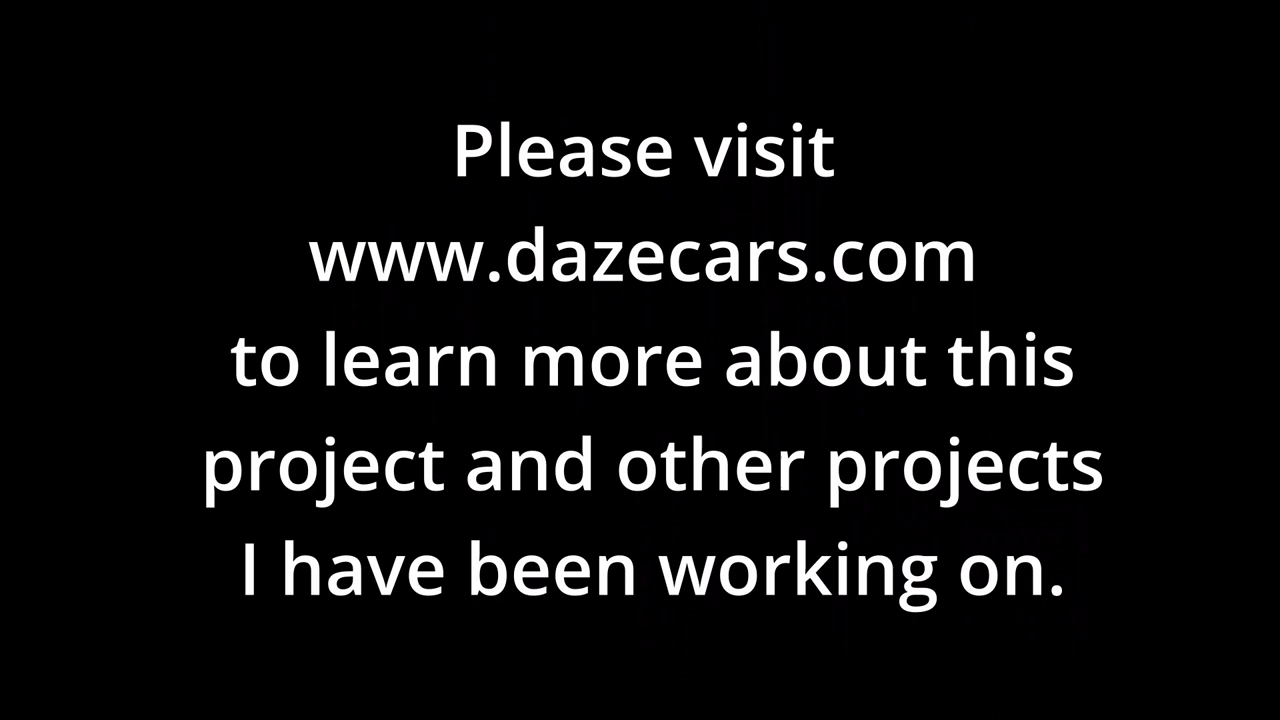 Please visit
www.dazecars.com
to learn more about this
project and other projects
I have been working on.